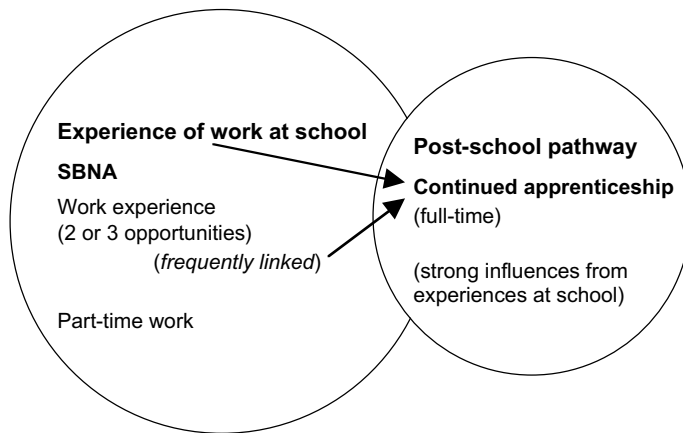 Experience of work at school
SBNA
Work experience
(2 or 3 opportunities)
(frequently linked)
Part-time work
Post-school pathway
Continued apprenticeship
(full-time)
(strong influences from
experiences at school)